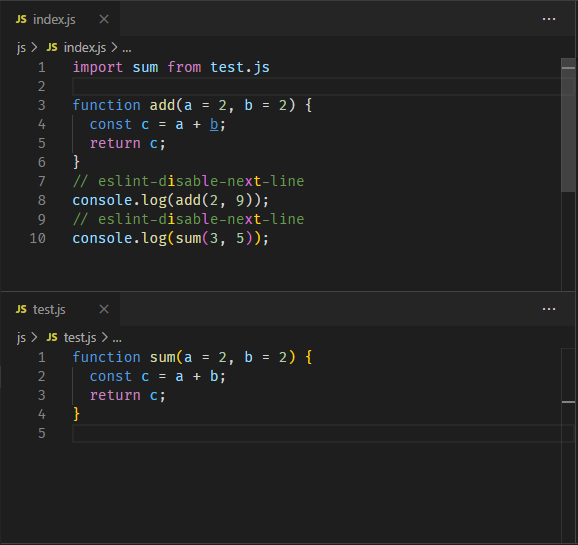 JS index.js × ...
js > JS index.js > ...
1 import sum from test.js
2
3 function add(a = 2, b = 2) {
4 const c = a + b;
5 return c;
6 }
7 // eslint-disable-next-line
8 console.log(add(2, 9));
9 // eslint-disable-next-line
10 console.log(sum(3, 5));
JS test.js × ...
js > JS test.js > ...
1 function sum(a = 2, b = 2) {
2 const c = a + b;
3 return c;
4 }
5